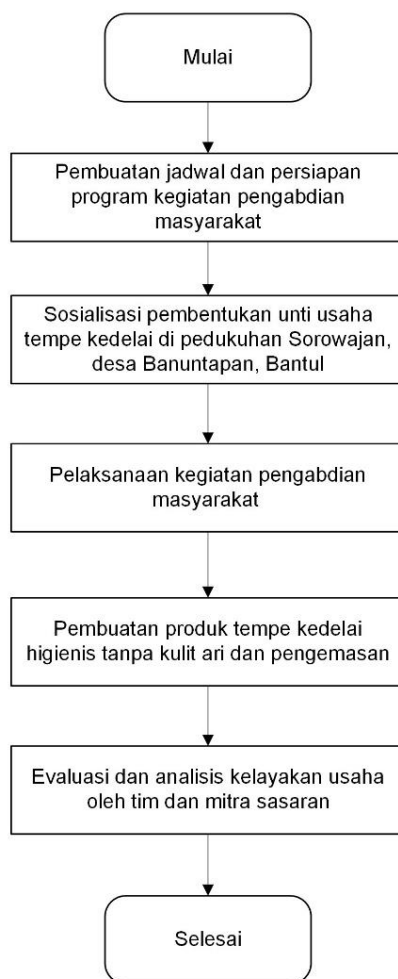 Mulai
Pembuatan jadwal dan persiapan
program kegiatan pengabdian
masyarakat
Sosialisasi pembentukan unti usaha
tempe kedelai di pedukuhan Sorowajan,
desa Banuntapan, Bantul
Pelaksanaan kegiatan pengabdian
masyarakat
Pembuatan produk tempe kedelai
higienis tanpa kulit ari dan pengemasan
Evaluasi dan analisis kelayakan usaha
oleh tim dan mitra sasaran
Selesai